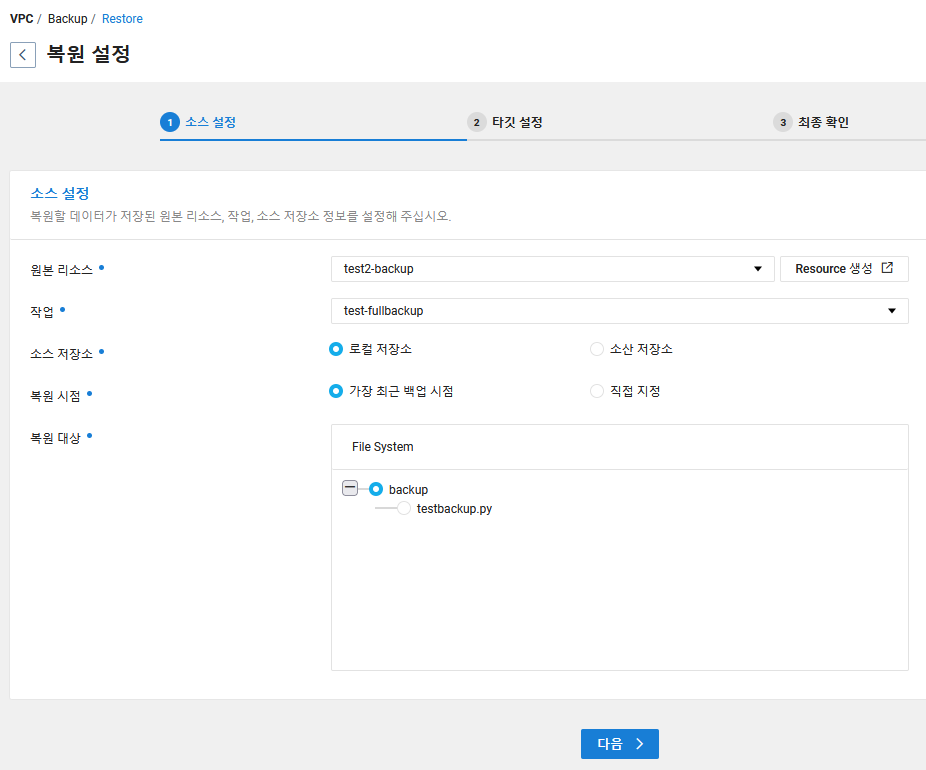 VPC / Backup / Restore
복원 설정
1 소스 설정
2 타깃 설정
3 최종 확인
소스 설정
복원할 데이터가 저장된 원본 리소스, 작업, 소스 저장소 정보를 설정해 주십시오.
원본 리소스
test2-backup
Resource 생성
작업
test-fullbackup
소스 저장소
로컬 저장소
소산 저장소
복원 시점
가장 최근 백업 시점
직접 지정
복원 대상
File System
backup
testbackup.py
다음